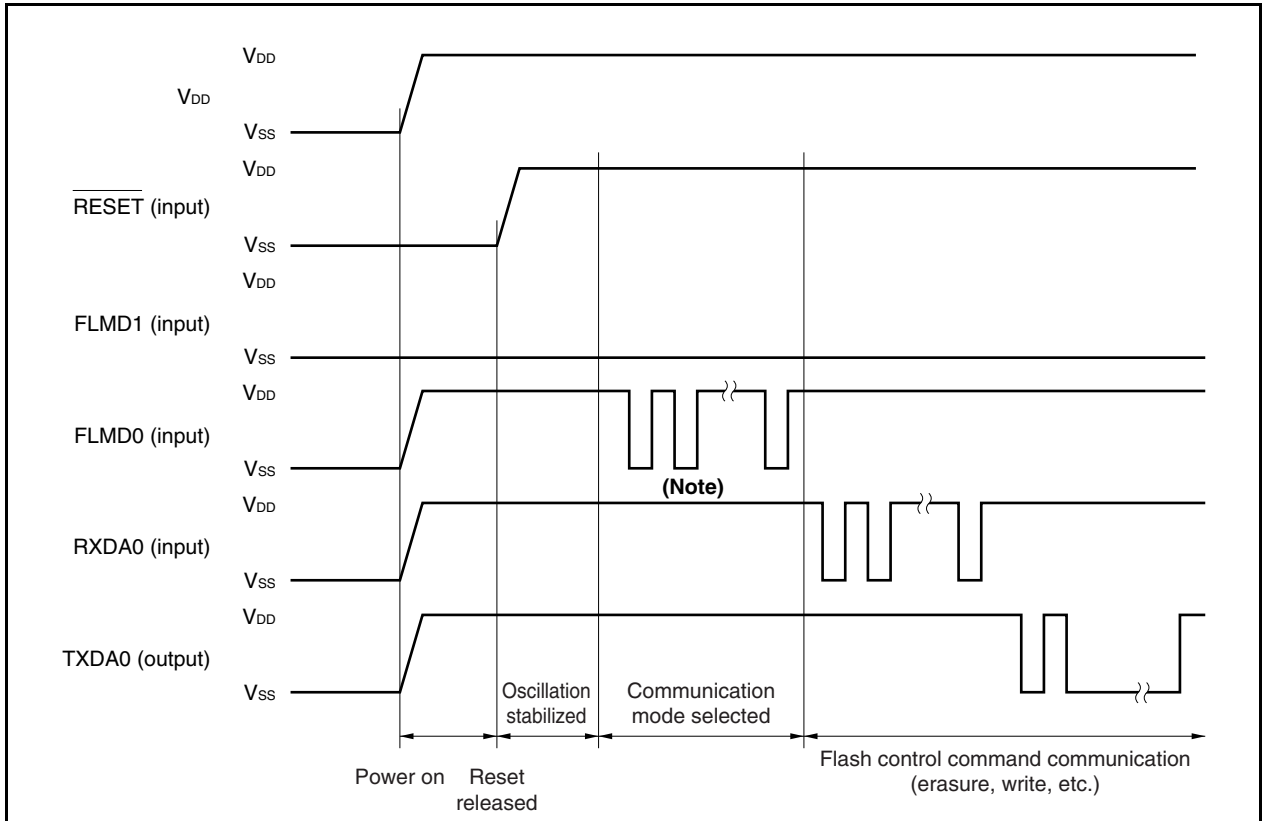 VDD
VDD
VSS
VDD
RESET (input)
VSS
VDD
FLMD1 (input)
VSS
VDD
FLMD0 (input)
VSS
(Note)
VDD
RXDA0 (input)
VSS
VDD
TXDA0 (output)
VSS
Oscillation
stabilized
Communication
mode selected
Power on
Reset
released
Flash control command communication
(erasure, write, etc.)